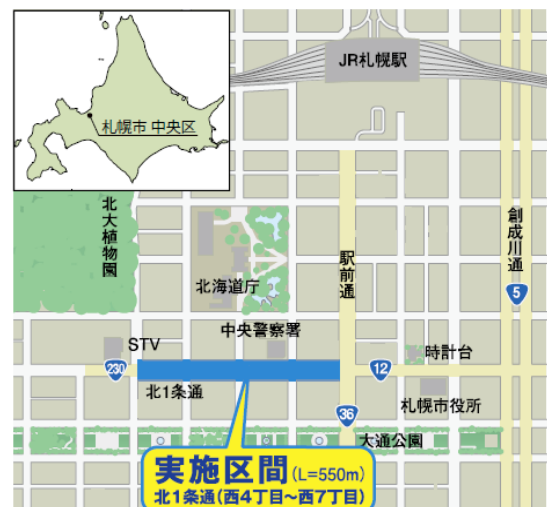 JR札幌駅
札幌市 中央区
北大植物園
北海道庁
駅前通
創成川通
5
中央警察署
STV
時計台
230
12
北1条通
札幌市役所
36
大通公園
実施区間(L=550m)
北1条通(西4丁目~西7丁目)